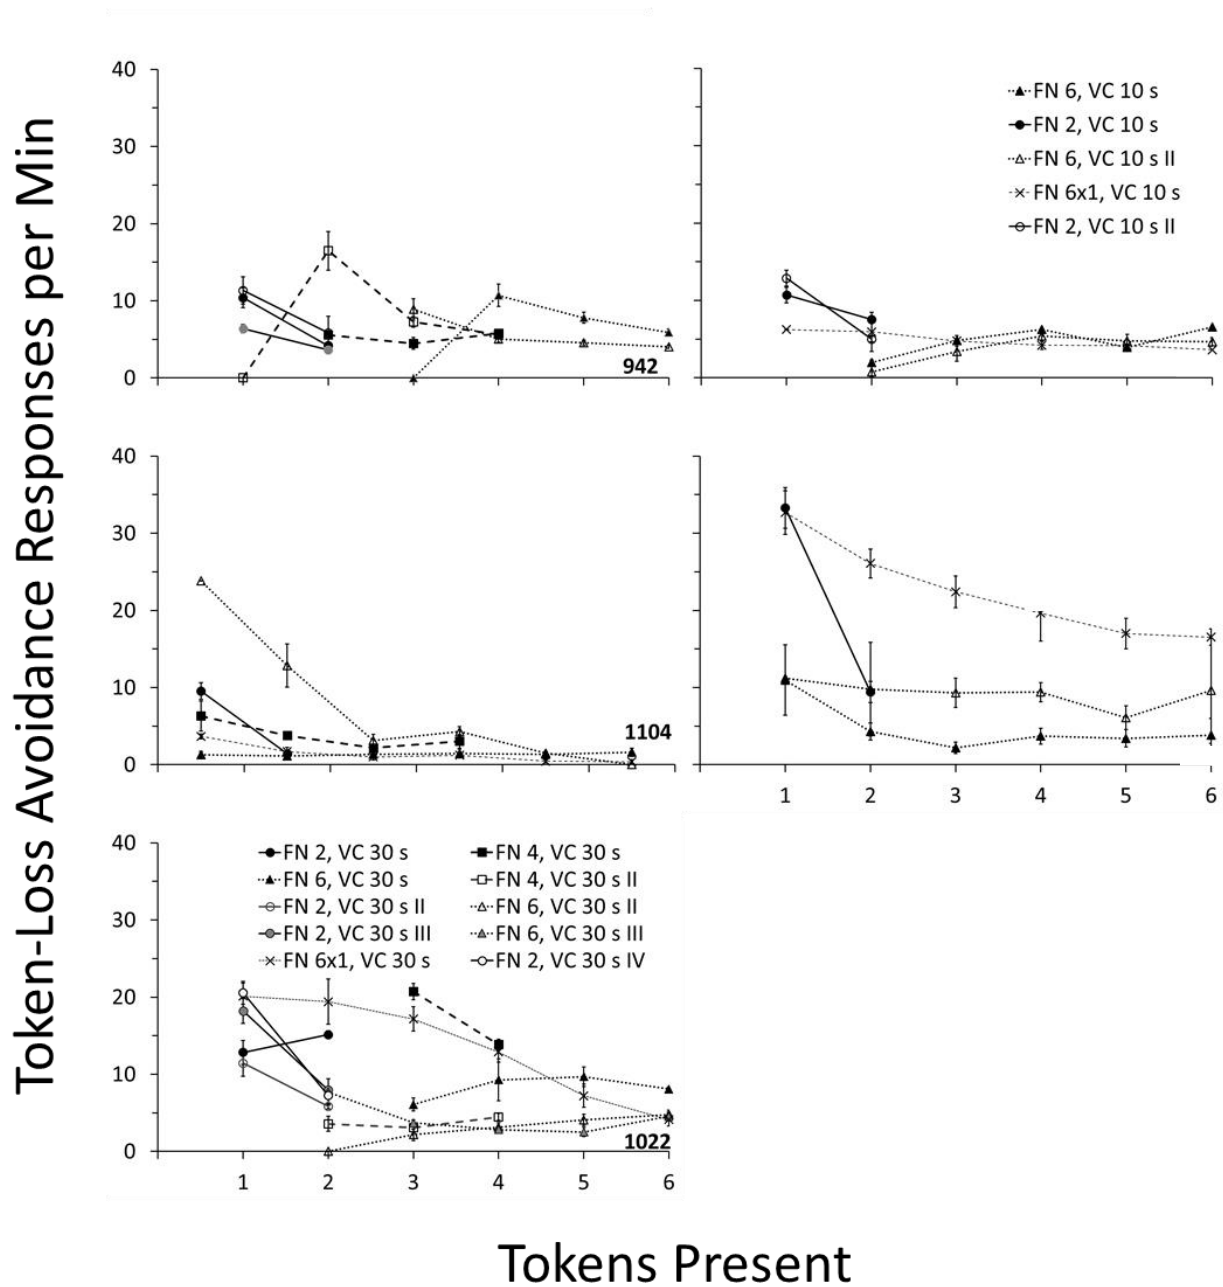 Token-Loss Avoidance Responses per Min
40
30
20
10
0
942
FN 6, VC 10 s
FN 2, VC 10 s
FN 6, VC 10 s II
FN 6x1, VC 10 s
FN 2, VC 10 s II
40
30
20
10
0
1104
1 2 3 4 5 6
40
30
20
10
0
FN 2, VC 30 s FN 4, VC 30 s
FN 6, VC 30 s FN 4, VC 30 s II
FN 2, VC 30 s II FN 6, VC 30 s II
FN 2, VC 30 s III FN 6, VC 30 s III
FN 6x1, VC 30 s FN 2, VC 30 s IV
1022
1 2 3 4 5 6
Tokens Present